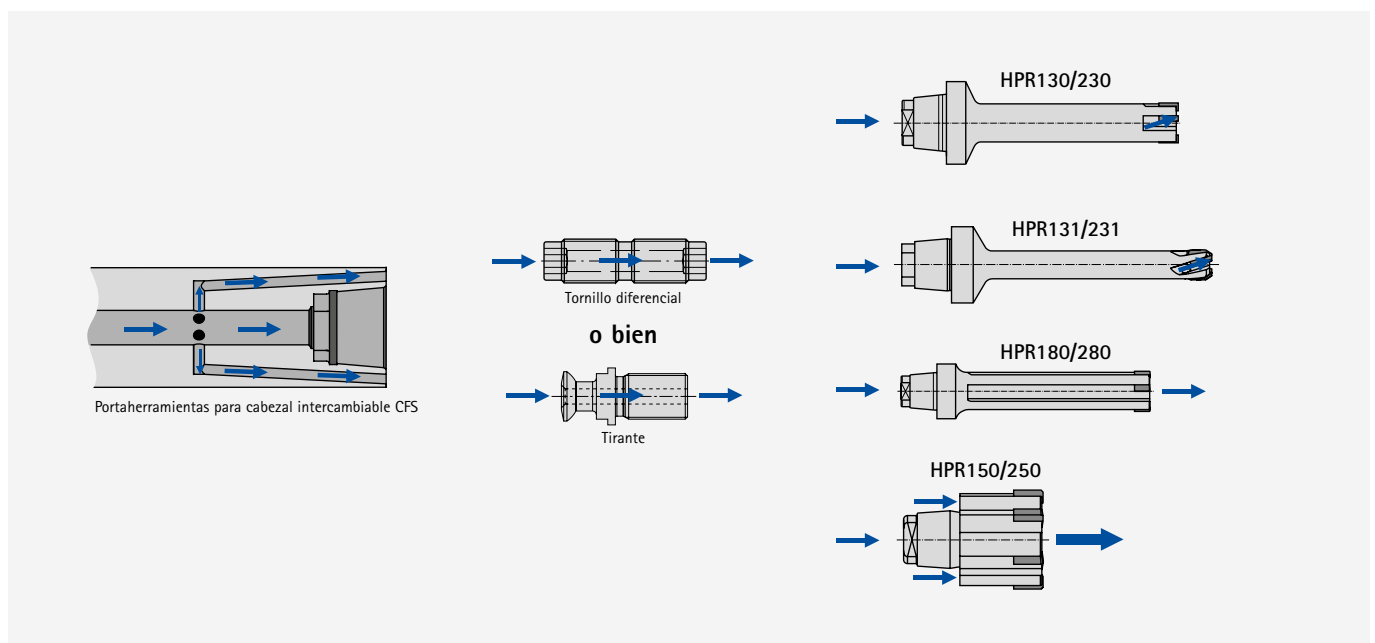 Portaherramientas para cabezal intercambiable CFS
Tornillo diferencial
o bien
Tirante
HPR130/230
HPR131/231
HPR180/280
HPR150/250